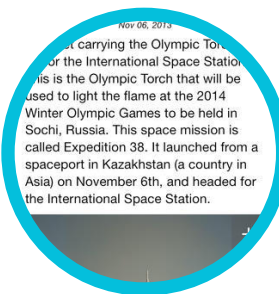 Nov 06, 2013
carrying the Olympic
for the International Space
This is the Olympic Torch that will be
used to light the flame at the 2014
Winter Olympic Games to be held in
Sochi, Russia. This space mission is
called Expedition 38. It launched from a
spaceport in Kazakhstan (a country in
Asia) on November 6th, and headed for
the International Space Station.